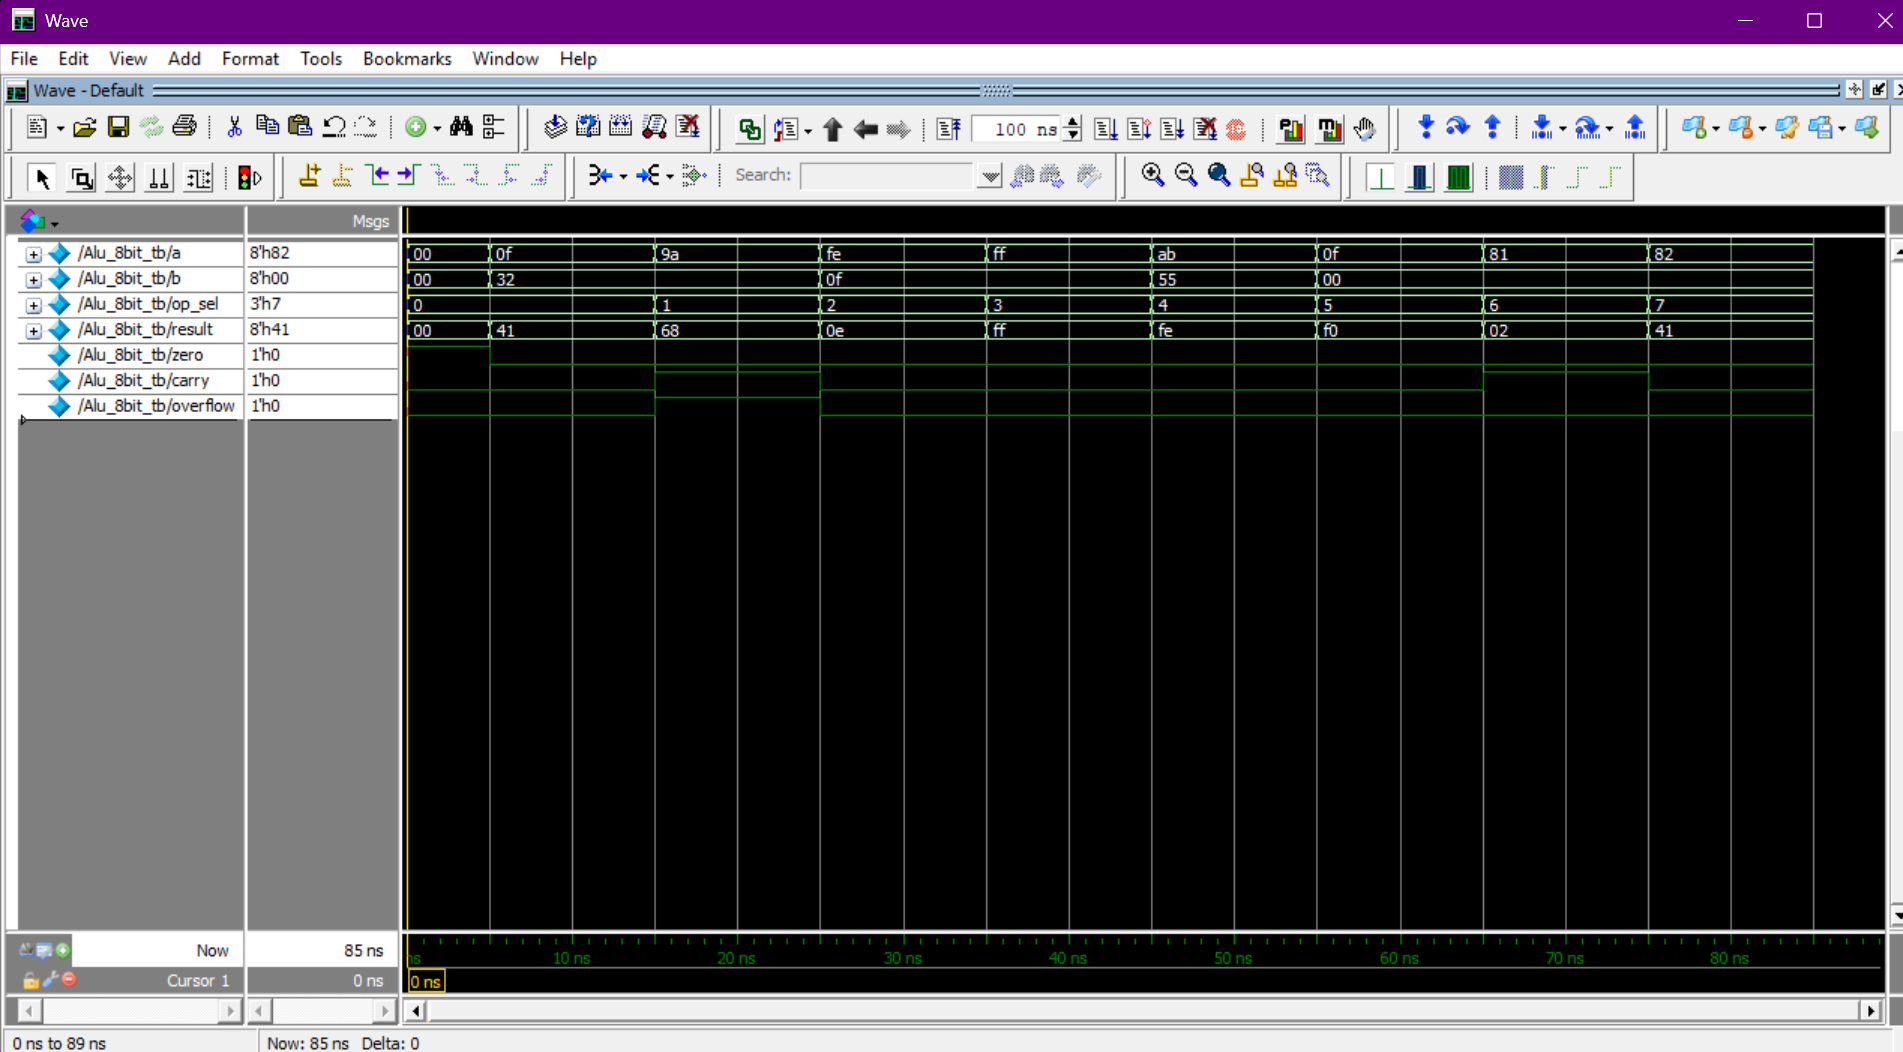 Wave
File Edit View Add Format Tools Bookmarks Window Help
Wave - Default
100 ns
Search:
Msgs
/Alu_8bit_tb/a 8'h82 00 0f 9a fe ff ab 0f 81 82
/Alu_8bit_tb/b 8'h00 00 32 0f 55 00
/Alu_8bit_tb/op_sel 3'h7 0 1 2 3 4 5 6 7
/Alu_8bit_tb/result 8'h41 00 41 68 0e ff fe f0 02 41
/Alu_8bit_tb/zero 1'h0
/Alu_8bit_tb/carry 1'h0
/Alu_8bit_tb/overflow 1'h0
Now 85 ns ns 10 ns 20 ns 30 ns 40 ns 50 ns 60 ns 70 ns 80 ns
Cursor 1 0 ns 0 ns
0 ns to 89 ns Now: 85 ns Delta: 0